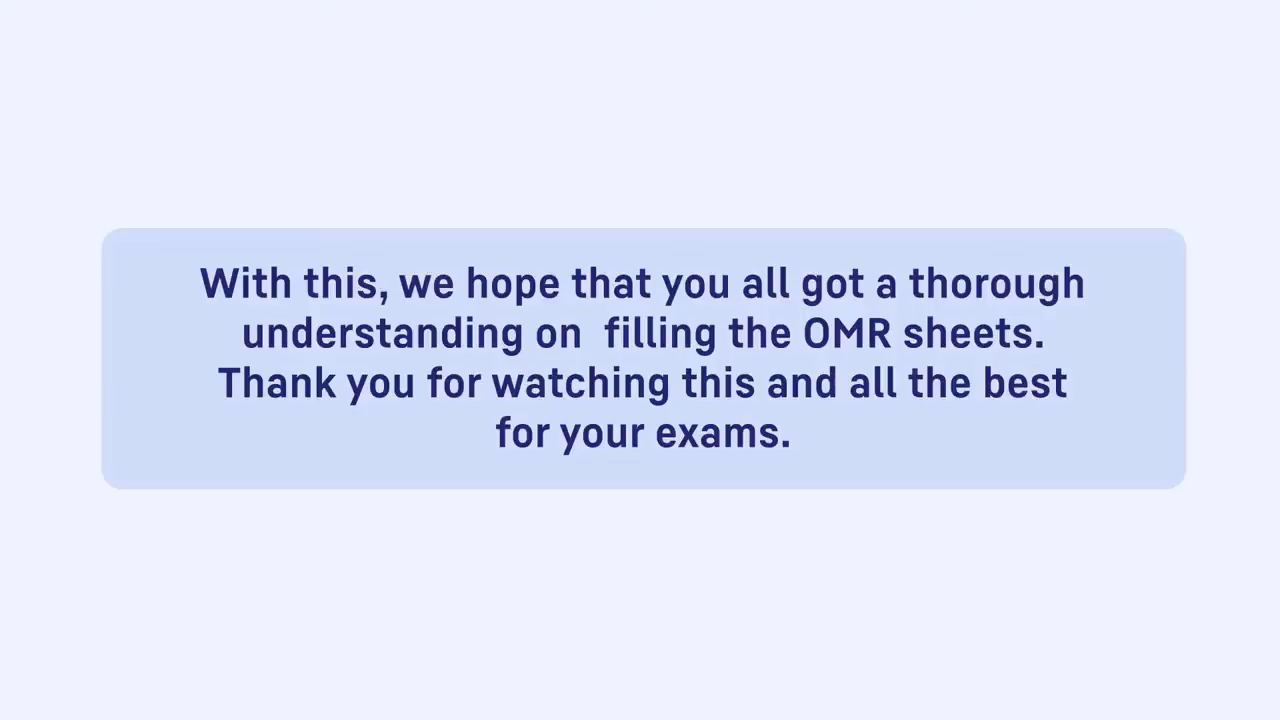 With this, we hope that you all got a thorough
understanding on  filling the OMR sheets.
Thank you for watching this and all the best
for your exams.